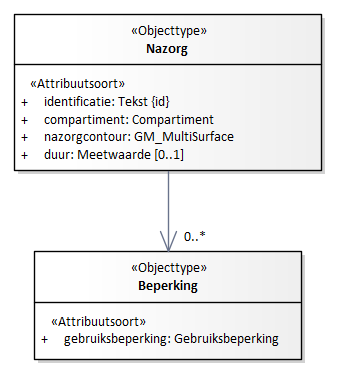 «Objecttype»
Nazorg
«Attribuutsoort»
+ identificatie: Tekst {id}
+ compartiment: Compartiment
+ nazorgcontour: GM_MultiSurface
+ duur: Meetwaarde [0..1]
0..*
«Objecttype»
Beperking
«Attribuutsoort»
+ gebruiksbeperking: Gebruiksbeperking